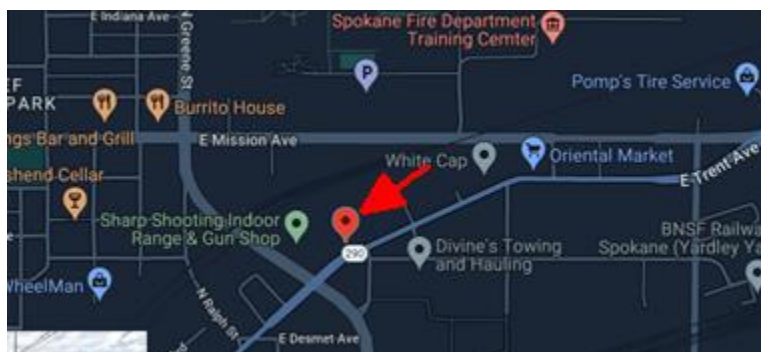 E Indiana Ave
N Greene St
Spokane Fire Department
Training Cemter
P
Pomp's Tire Service
EF
PARK
Burrito House
ngs Bar and Grill
E Mission Ave
White Cap
Oriental Market
E Trent Ave
shend Cellar
Sharp Shooting Indoor
Range & Gun Shop
290
Divine's Towing
and Hauling
BNSF Railwa
Spokane (Yardley Ya
WheelMan
N Ralph St
E Desmet Ave